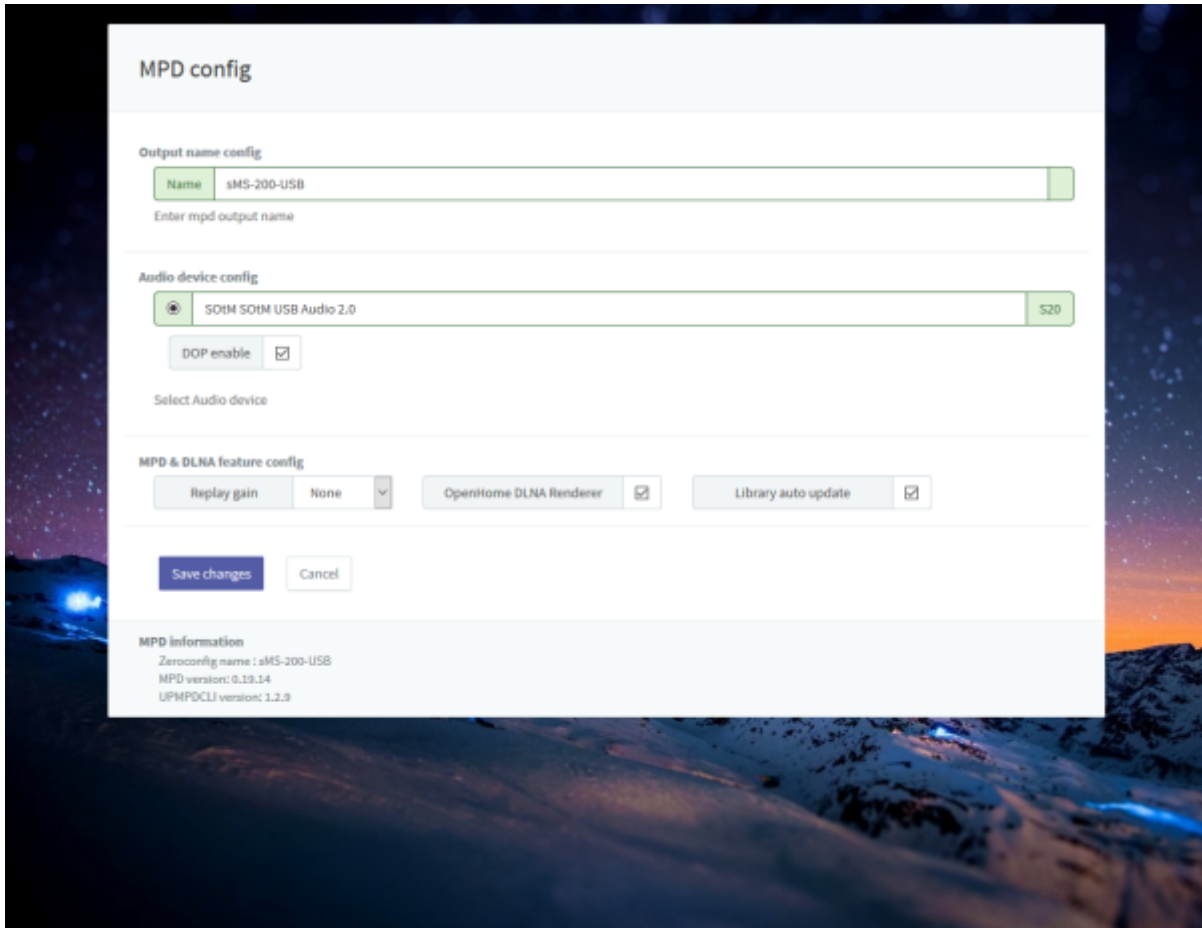 MPD config
Output name config
Name sMS-200-USB
Enter mpd output name
Audio device config
SOtM SOtM USB Audio 2.0 S20
DOP enable
Select Audio device
MPD & DLNA feature config
Replay gain None OpenHome DLNA Renderer Library auto update
Save changes Cancel
MPD information
Zeroconfig name : sMS-200-USB
MPD version: 0.19.14
UPMPDCLI version: 1.2.9